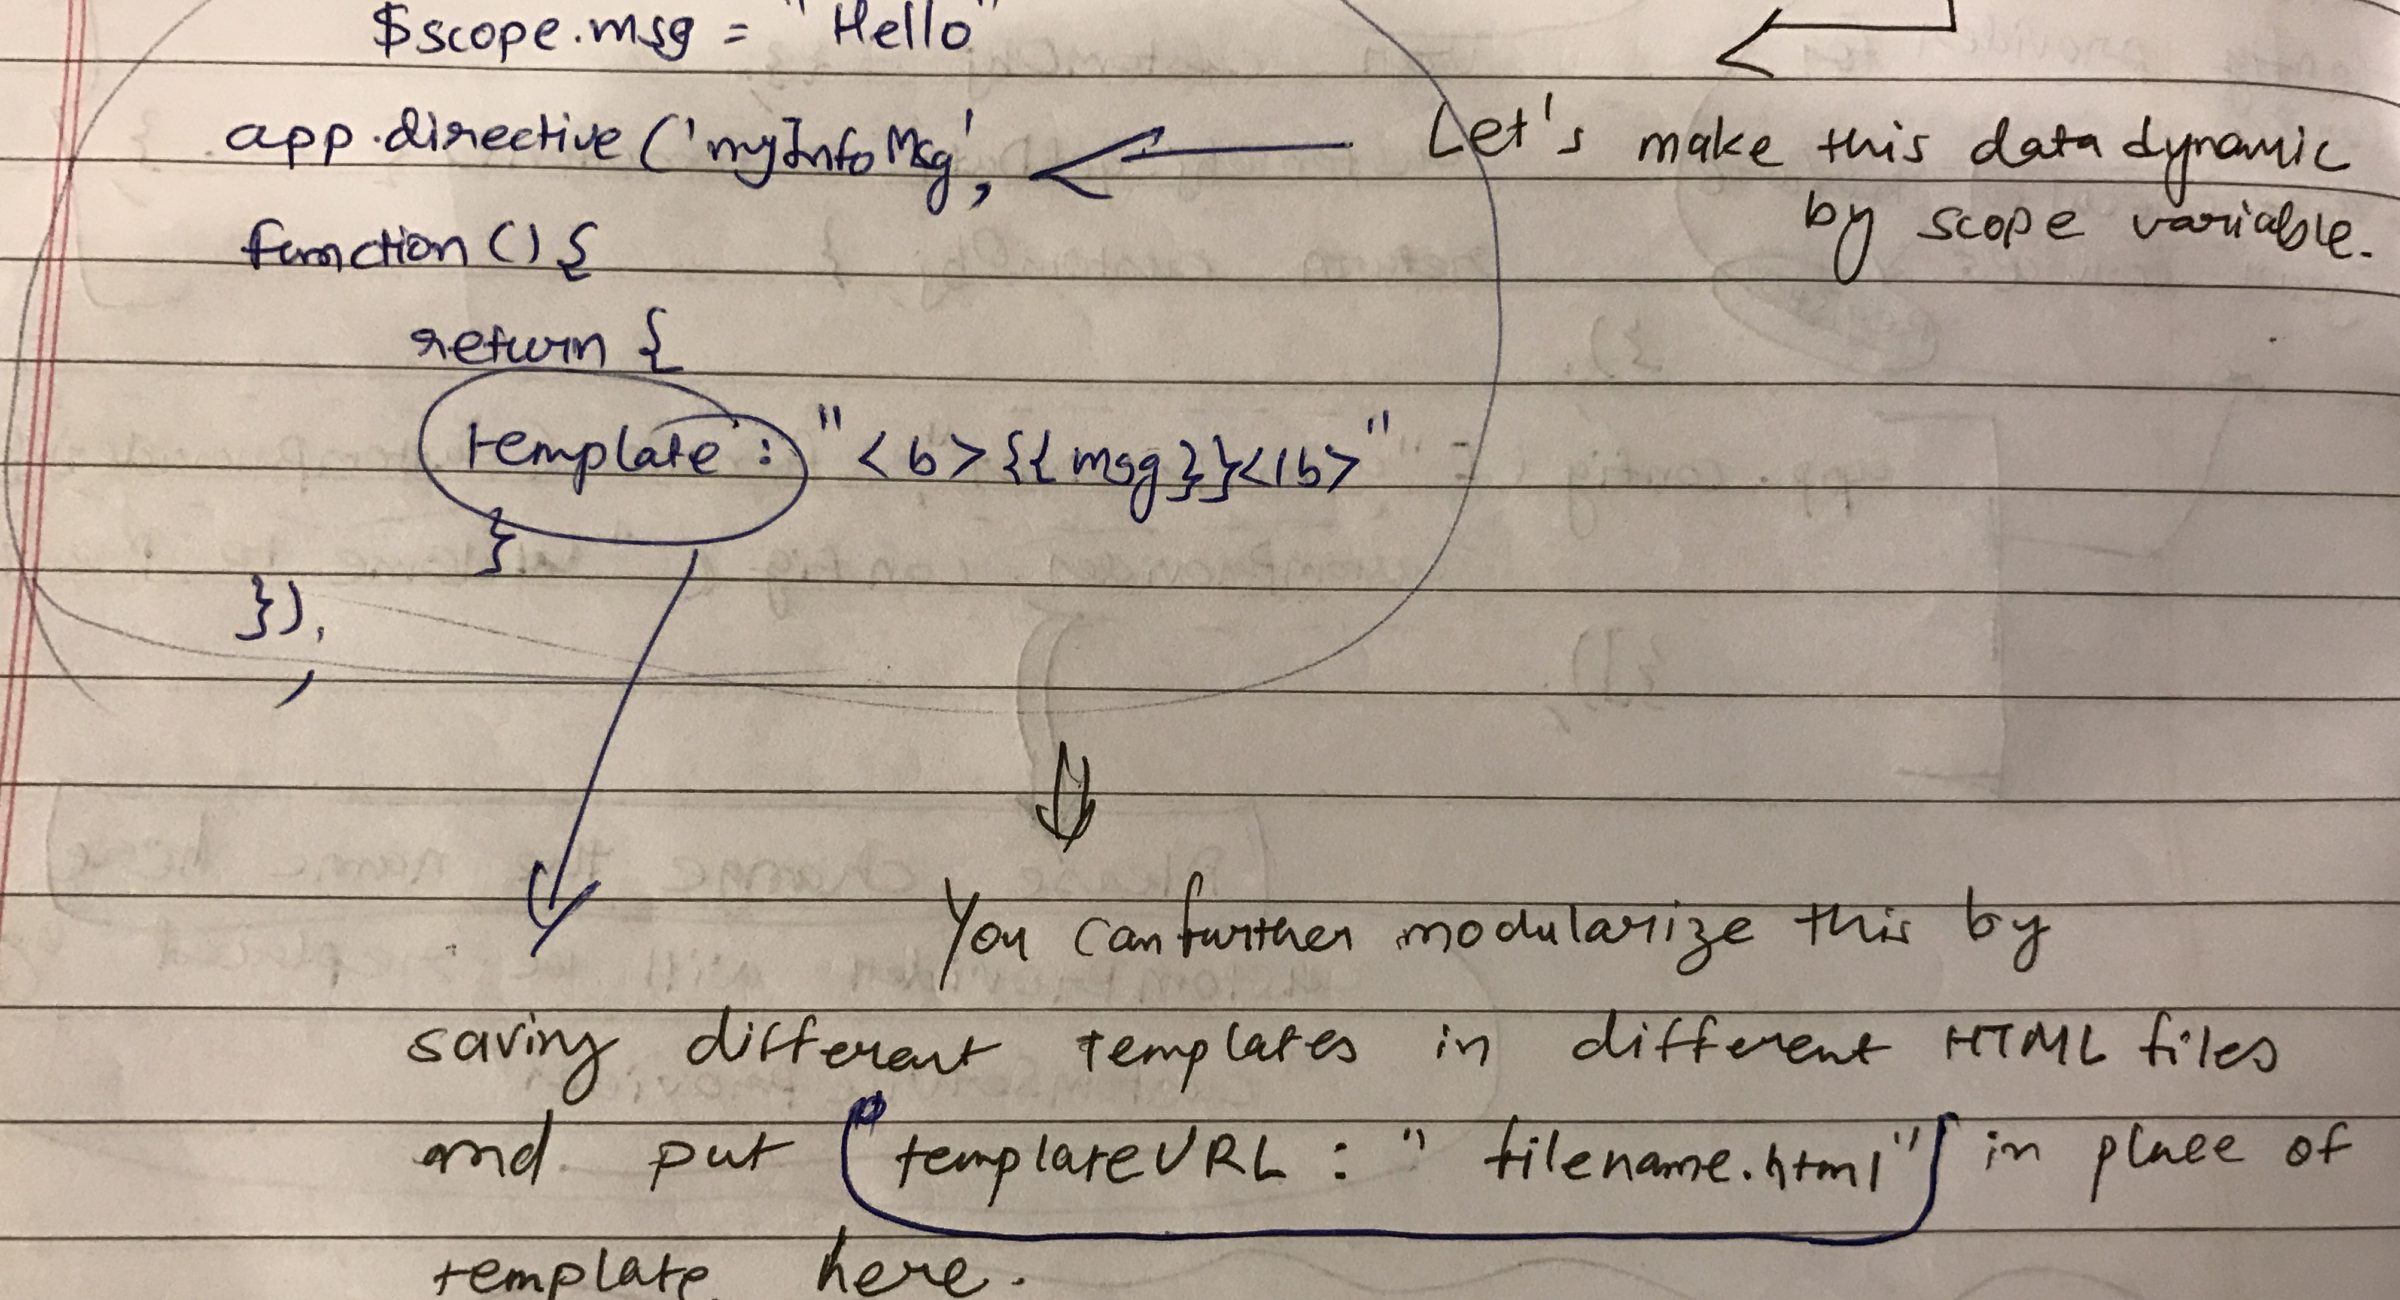 $scope.msg = "Hello"
app.directive('myInfoMsg',
Let's make this data dynamic
by scope variable.
function () {
return {
template : "<b>{{msg}}</b>"
}
});
You can further modularize this by
saving different templates in different HTML files
and put templateURL : "filename.html" in place of
template here.